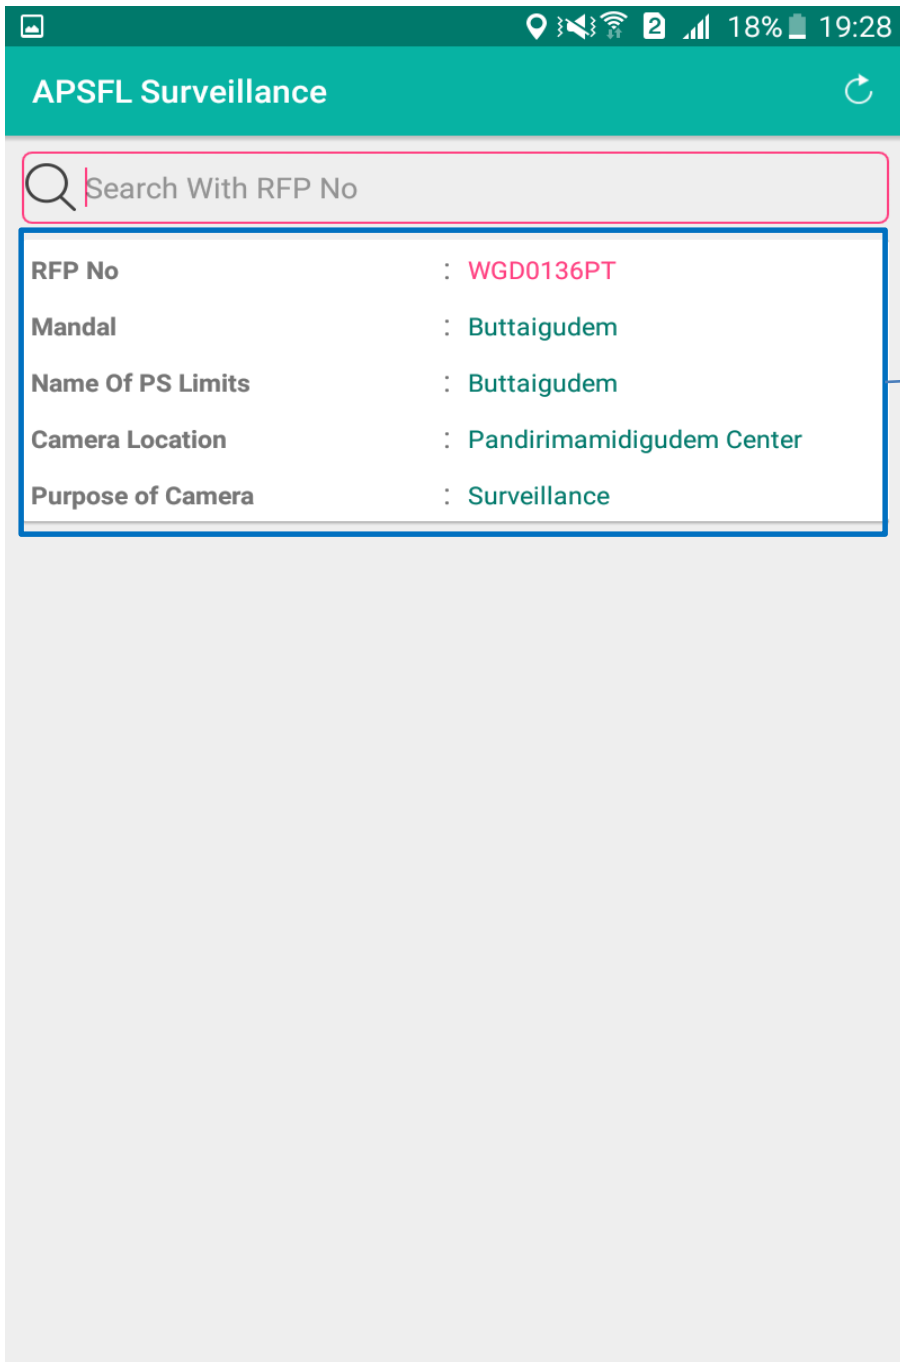 2 18% 19:28
APSFL Surveillance
Search With RFP No
RFP No : WGD0136PT
Mandal : Buttaigudem
Name Of PS Limits : Buttaigudem
Camera Location : Pandirimamidigudem Center
Purpose of Camera : Surveillance